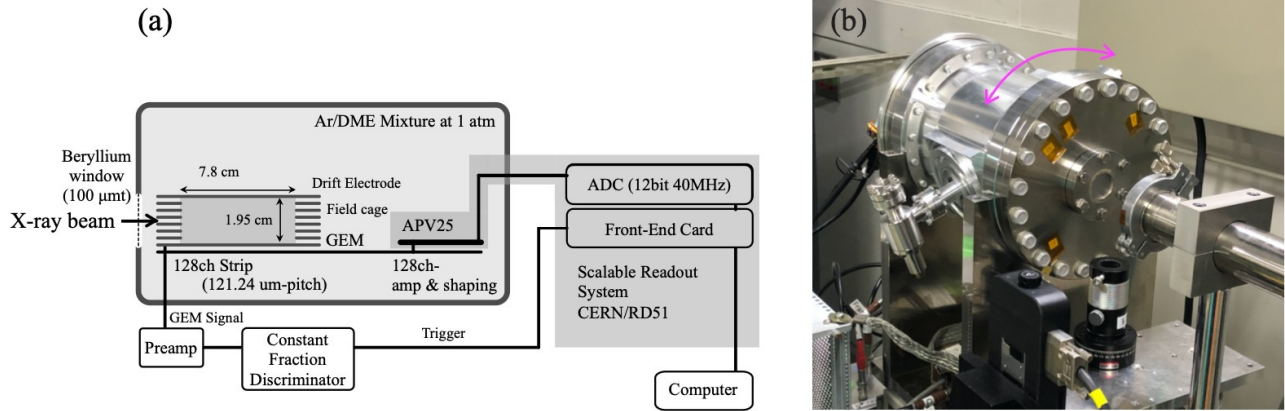 (a)
Ar/DME Mixture at 1 atm
Beryllium
window
(100 μmt)
7.8 cm
Drift Electrode
ADC (12bit 40MHz)
X-ray beam
1.95 cm
Field cage
APV25
Front-End Card
GEM
128ch Strip
(121.24 um-pitch)
128ch-
amp & shaping
Scalable Readout
System
CERN/RD51
GEM Signal
Preamp
Constant
Fraction
Discriminator
Trigger
Computer
(b)